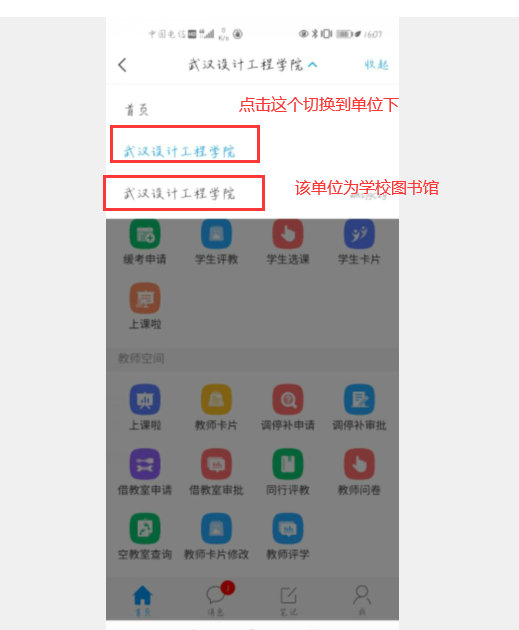 中国电信 HD 0 K/s 16:07
武汉设计工程学院 收起
首页 点击这个切换到单位下
武汉设计工程学院
武汉设计工程学院 该单位为学校图书馆
缓考申请 学生评教 学生选课 学生卡片
上课啦
教师空间
上课啦 教师卡片 调停补申请 调停补审批
借教室申请 借教室审批 同行评教 教师问卷
空教室查询 教师卡片修改 教师评学
首页 消息 笔记 我